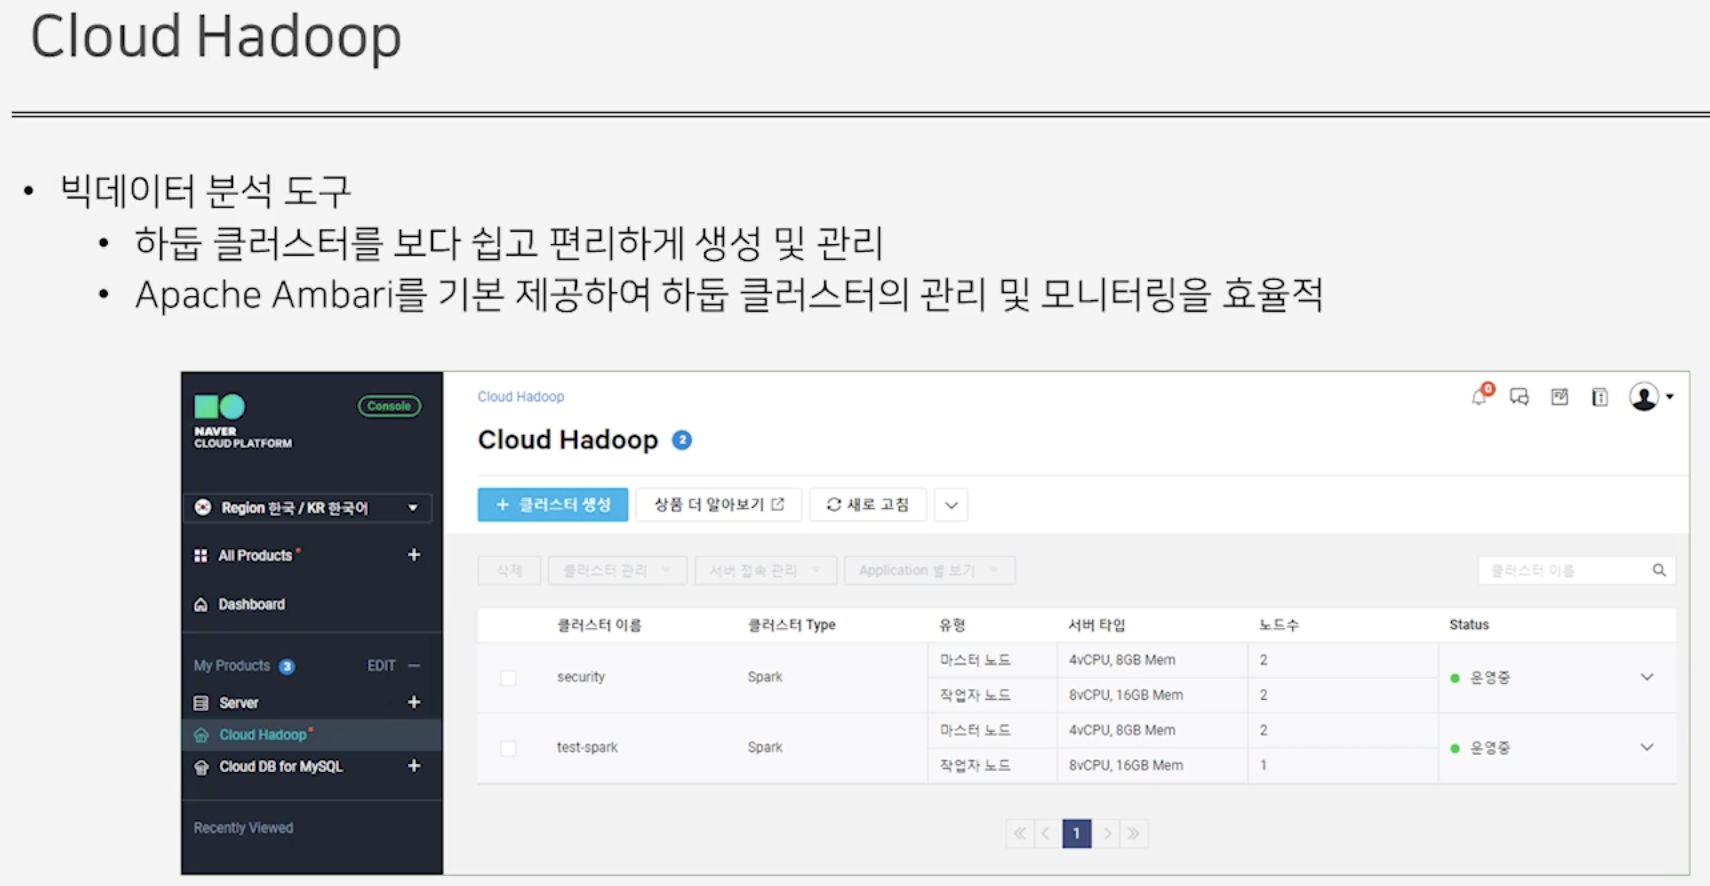 Cloud Hadoop
• 빅데이터 분석 도구
• 하둡 클러스터를 보다 쉽고 편리하게 생성 및 관리
• Apache Ambari를 기본 제공하여 하둡 클러스터의 관리 및 모니터링을 효율적
NAVER
CLOUD PLATFORM
Console
Region 한국 / KR 한국어
All Products
Dashboard
My Products 3 EDIT
Server
Cloud Hadoop
Cloud DB for MySQL
Recently Viewed
Cloud Hadoop
0
Cloud Hadoop 2
+ 클러스터 생성 상품 더 알아보기 새로 고침
삭제 클러스터 관리 서버 접속 관리 Application 별 보기 클러스터 이름
클러스터 이름 클러스터 Type 유형 서버 타입 노드수 Status
security Spark 마스터 노드 4vCPU, 8GB Mem 2 운영중
작업자 노드 8vCPU, 16GB Mem 2
test-spark Spark 마스터 노드 4vCPU, 8GB Mem 2 운영중
작업자 노드 8vCPU, 16GB Mem 1
1